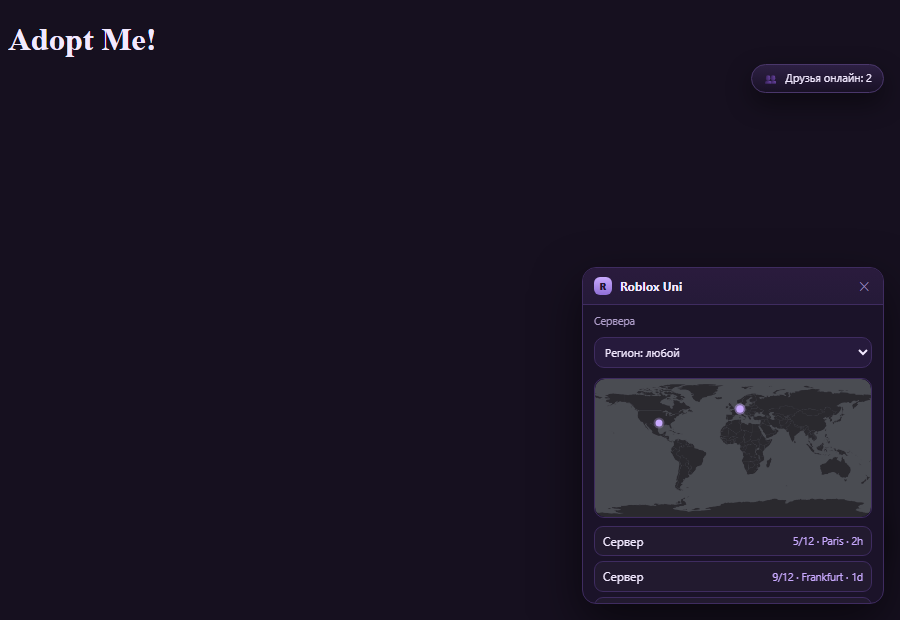 Adopt Me!
Друзья онлайн: 2
R Roblox Uni
Сервера
Регион: любой
Сервер 5/12 · Paris · 2h
Сервер 9/12 · Frankfurt · 1d